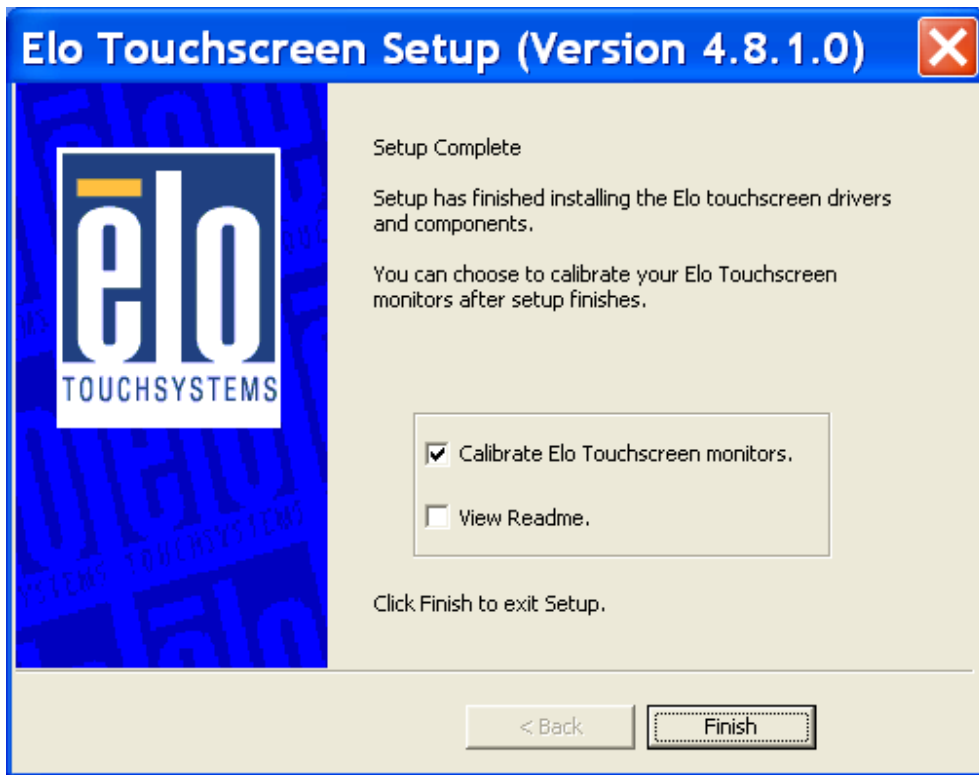 Elo Touchscreen Setup (Version 4.8.1.0)
ēlo
TOUCHSYSTEMS
Setup Complete
Setup has finished installing the Elo touchscreen drivers
and components.
You can choose to calibrate your Elo Touchscreen
monitors after setup finishes.
Calibrate Elo Touchscreen monitors.
View Readme.
Click Finish to exit Setup.
< Back
Finish